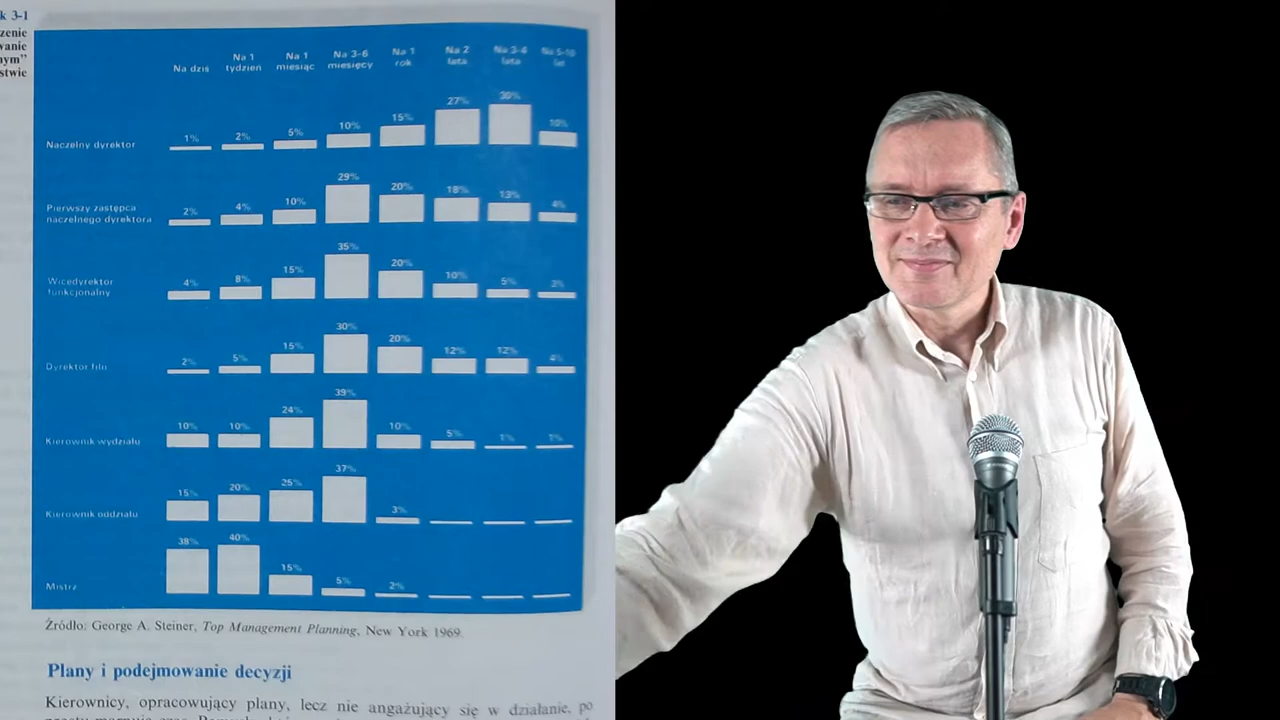 k 3-1
zenie
wanie
nym"
stwie
Na dziś
Na 1 tydzień
Na 1 miesiąc
Na 3-6 miesięcy
Na 1 rok
Na 2 lata
Na 3-4 lata
Na 5-10 lat
Naczelny dyrektor
1% 2% 5% 10% 15% 27% 30% 10%
Pierwszy zastępca
naczelnego dyrektora
2% 4% 10% 29% 20% 18% 13% 4%
Wicedyrektor
funkcjonalny
4% 8% 15% 35% 20% 10% 5% 3%
Dyrektor filii
2% 5% 15% 30% 20% 12% 12% 4%
Kierownik wydziału
10% 10% 24% 39% 10% 5% 1% 1%
Kierownik oddziału
15% 20% 25% 37% 3%
Mistrz
38% 40% 15% 5% 2%
Źródło: George A. Steiner, Top Management Planning, New York 1969.
Plany i podejmowanie decyzji
Kierownicy, opracowujący plany, lecz nie angażujący się w działanie, po